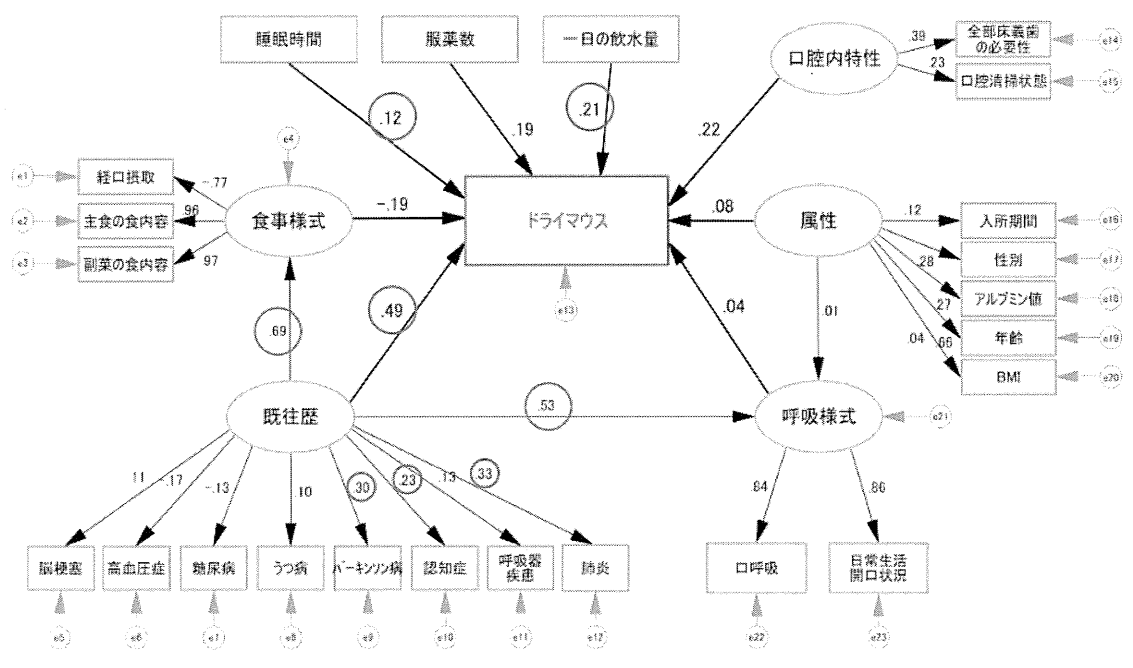 睡眠時間
服薬数
一日の飲水量
口腔内特性
.39
全部床義歯
の必要性
e14
.23
口腔清掃状態
e15
.12
.19
.21
.22
e4
e1
経口摂取
-.77
e2
主食の食内容
.96
e3
副菜の食内容
.97
食事様式
-.19
ドライマウス
e13
.08
属性
.12
入所期間
e16
性別
e17
.28
アルブミン値
e18
.27
年齢
e19
.04
.66
BMI
e20
.69
.49
.04
.01
既往歴
.53
呼吸様式
e21
.11
-.17
-.13
.10
.30
.23
.13
.33
.84
.86
脳梗塞
高血圧症
糖尿病
うつ病
パーキンソン病
認知症
呼吸器
疾患
肺炎
口呼吸
日常生活
開口状況
e5
e6
e7
e8
e9
e10
e11
e12
e22
e23